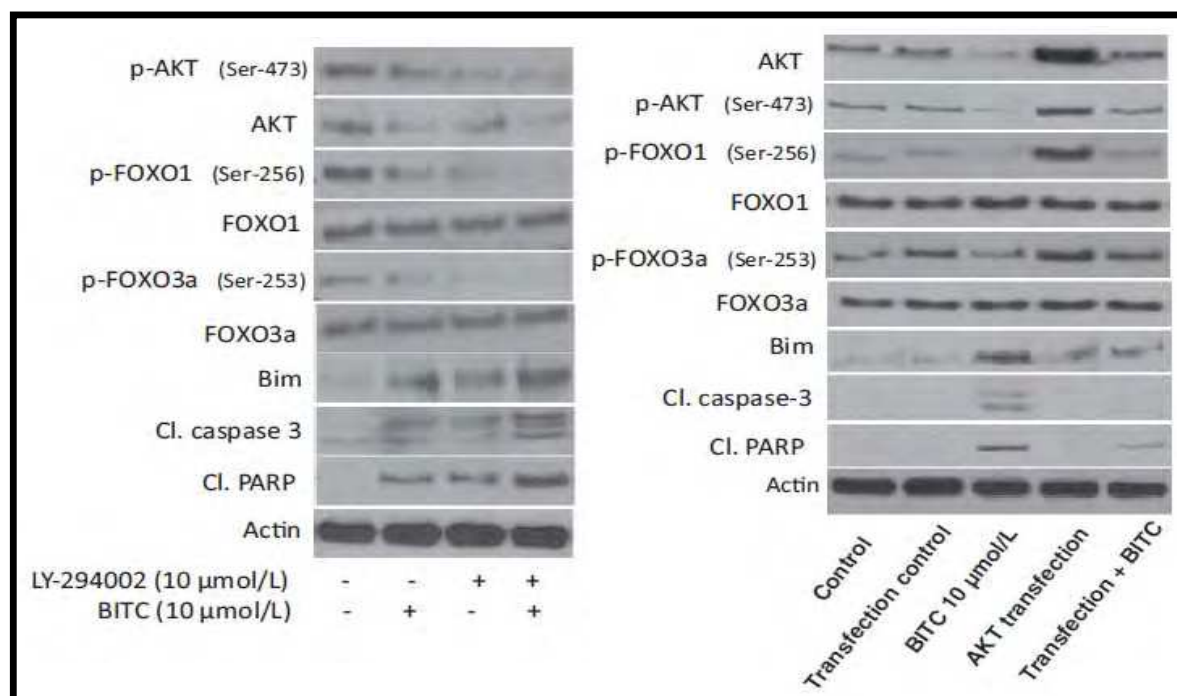 p-AKT (Ser-473)
AKT
p-FOXO1 (Ser-256)
FOXO1
p-FOXO3a (Ser-253)
FOXO3a
Bim
Cl. caspase 3
Cl. PARP
Actin
LY-294002 (10 µmol/L) - - + +
BITC (10 µmol/L) - + - +
AKT
p-AKT (Ser-473)
p-FOXO1 (Ser-256)
FOXO1
p-FOXO3a (Ser-253)
FOXO3a
Bim
Cl. caspase-3
Cl. PARP
Actin
Control
Transfection control
BITC 10 µmol/L
AKT transfection
Transfection + BITC